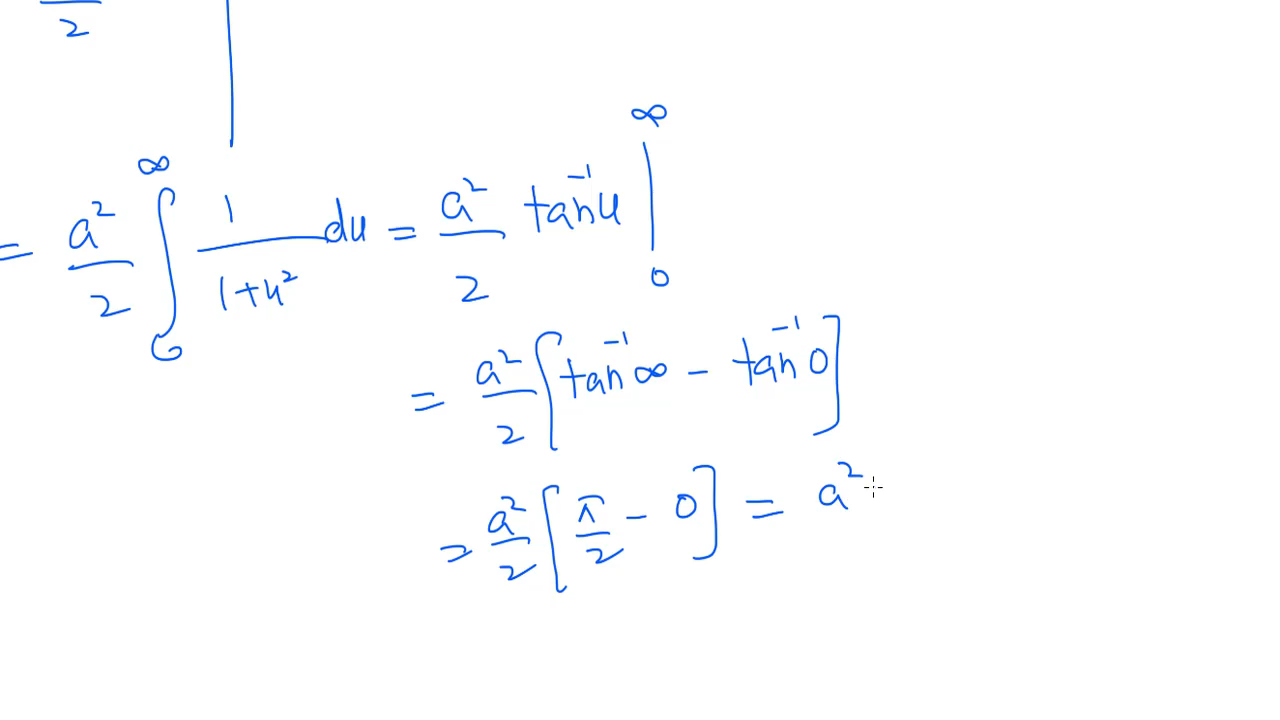 2
= a²/2 ∫₀^∞ 1/(1+u²) du = a²/2 tan⁻¹u |₀^∞
= a²/2 [tan⁻¹∞ − tan⁻¹0]
= a²/2 [π/2 − 0] = a²